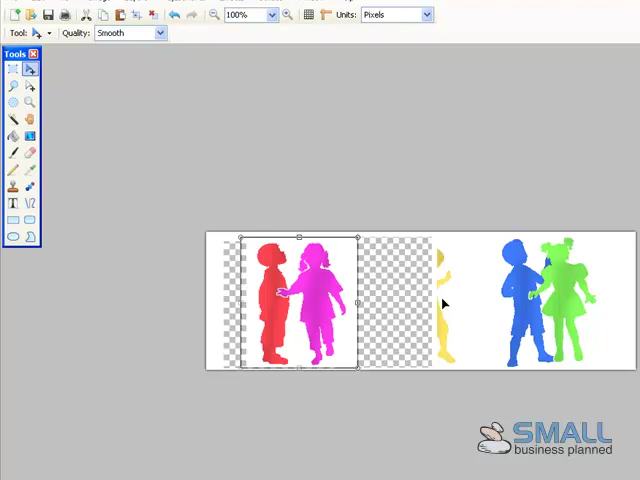 100%
Units: Pixels
Tool:
Quality: Smooth
Tools
SMALL
business planned